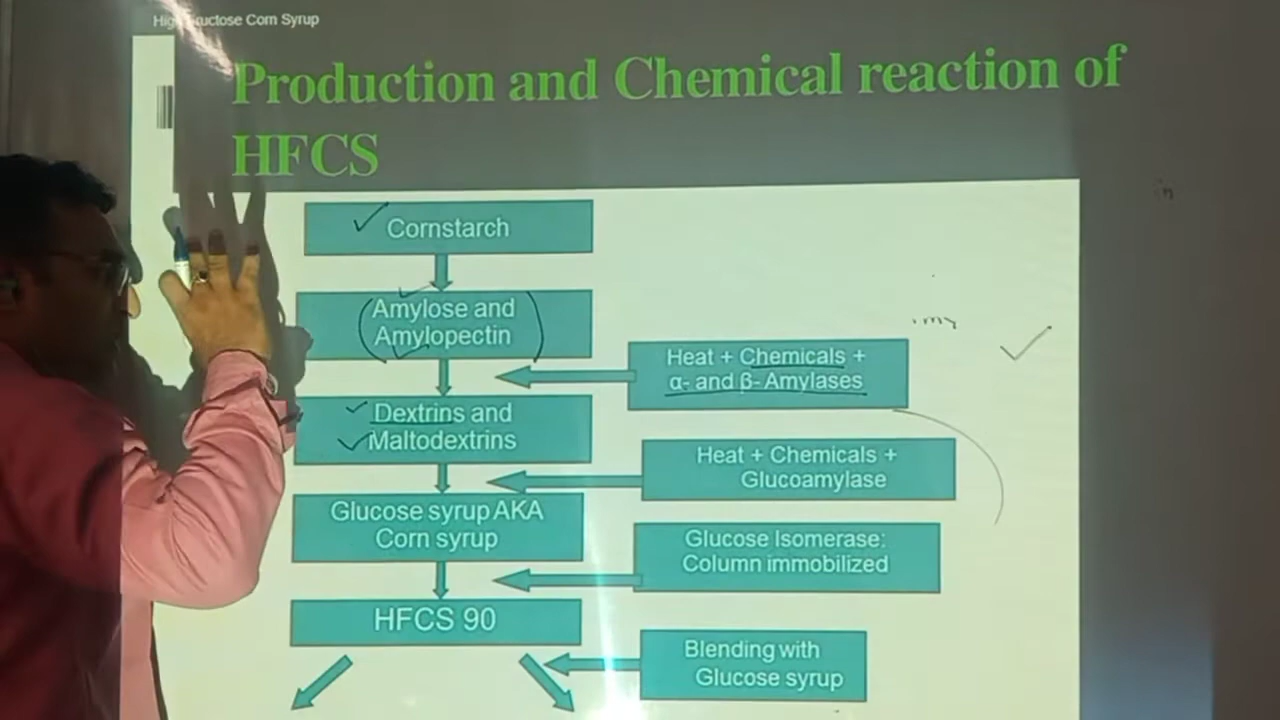 High Fructose Corn Syrup
Production and Chemical reaction of
HFCS
Cornstarch
Amylose and
Amylopectin
Heat + Chemicals +
α- and β- Amylases
Dextrins and
Maltodextrins
Heat + Chemicals +
Glucoamylase
Glucose syrup AKA
Corn syrup
Glucose Isomerase:
Column immobilized
HFCS 90
Blending with
Glucose syrup